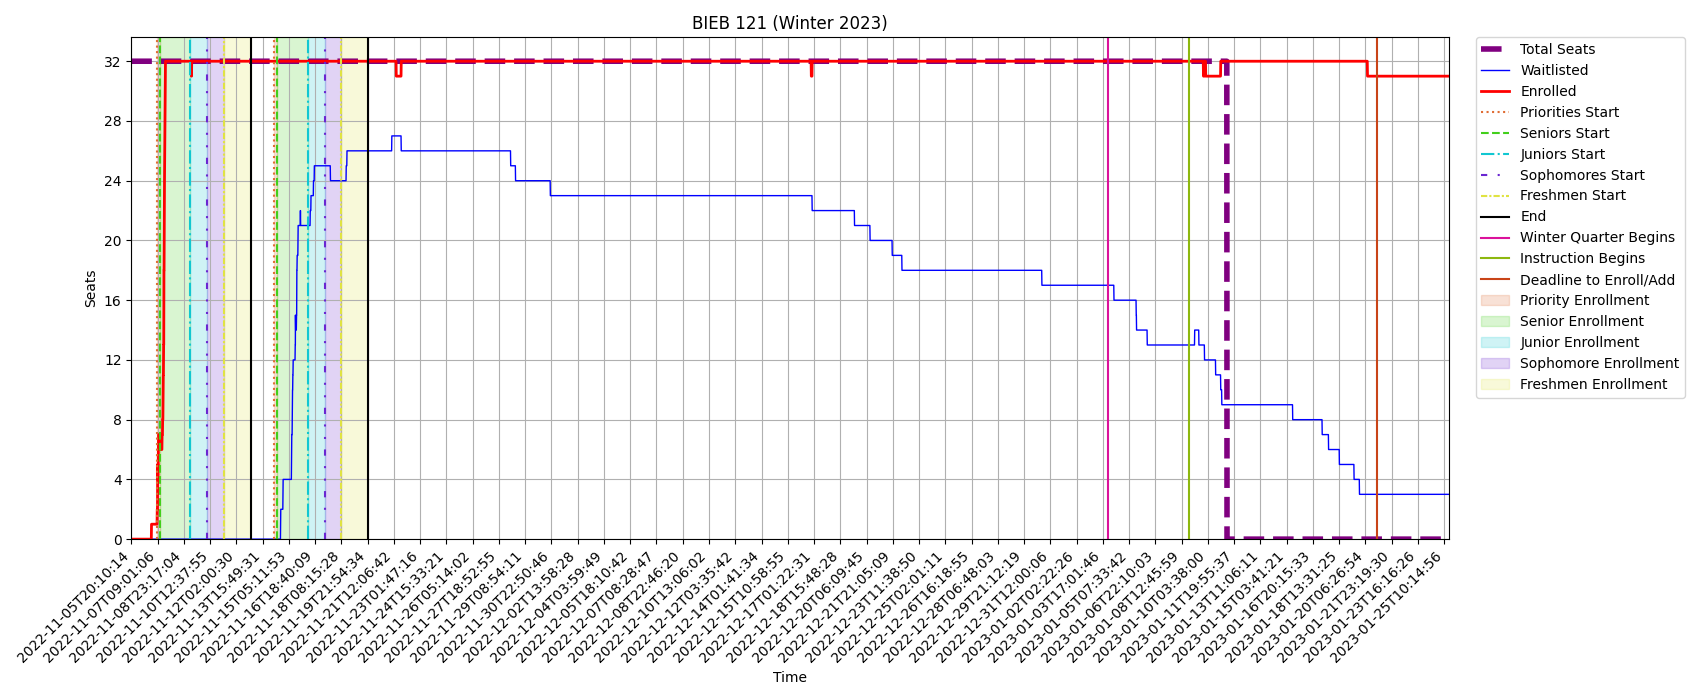 BIEB 121 (Winter 2023)
Seats
32
28
24
20
16
12
8
4
0
2022-11-05T20:10:14
2022-11-07T09:01:06
2022-11-08T23:17:04
2022-11-10T12:37:55
2022-11-12T02:00:30
2022-11-13T15:49:31
2022-11-15T05:11:53
2022-11-16T18:40:09
2022-11-18T08:15:28
2022-11-19T21:54:34
2022-11-21T12:06:42
2022-11-23T01:47:16
2022-11-24T15:33:21
2022-11-26T05:14:02
2022-11-27T18:52:55
2022-11-29T08:54:11
2022-11-30T22:50:46
2022-12-02T13:58:28
2022-12-04T03:59:49
2022-12-05T18:10:42
2022-12-07T08:28:47
2022-12-08T22:46:20
2022-12-10T13:06:02
2022-12-12T03:35:42
2022-12-14T01:41:34
2022-12-15T10:58:55
2022-12-17T01:22:31
2022-12-18T15:48:28
2022-12-20T06:09:45
2022-12-21T21:05:09
2022-12-23T11:38:50
2022-12-25T02:01:11
2022-12-26T16:18:55
2022-12-28T06:48:03
2022-12-29T21:12:19
2022-12-31T12:00:06
2023-01-02T02:22:26
2023-01-03T17:01:46
2023-01-05T07:33:42
2023-01-06T22:10:03
2023-01-08T12:45:59
2023-01-10T03:38:00
2023-01-11T19:55:37
2023-01-13T11:06:11
2023-01-15T03:41:21
2023-01-16T20:15:33
2023-01-18T13:31:25
2023-01-20T06:26:54
2023-01-21T23:19:30
2023-01-23T16:16:26
2023-01-25T10:14:56
Time
Total Seats
Waitlisted
Enrolled
Priorities Start
Seniors Start
Juniors Start
Sophomores Start
Freshmen Start
End
Winter Quarter Begins
Instruction Begins
Deadline to Enroll/Add
Priority Enrollment
Senior Enrollment
Junior Enrollment
Sophomore Enrollment
Freshmen Enrollment